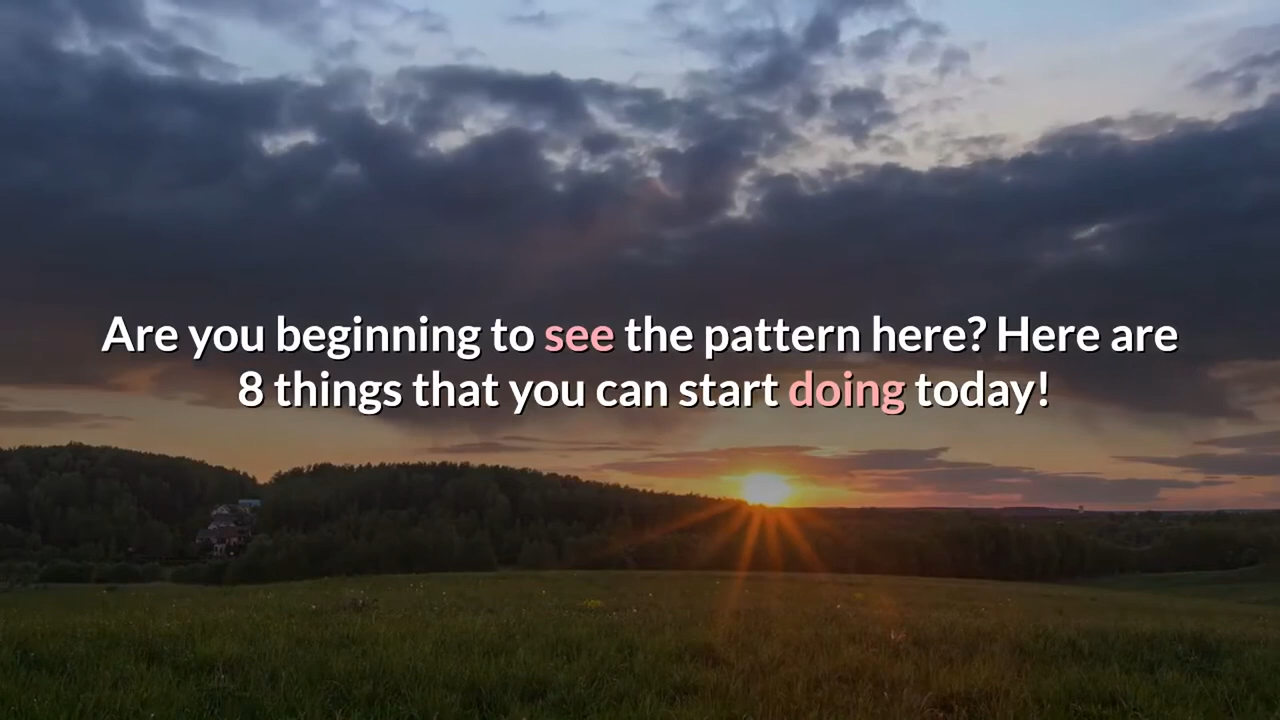 Are you beginning to see the pattern here? Here are
8 things that you can start doing today!